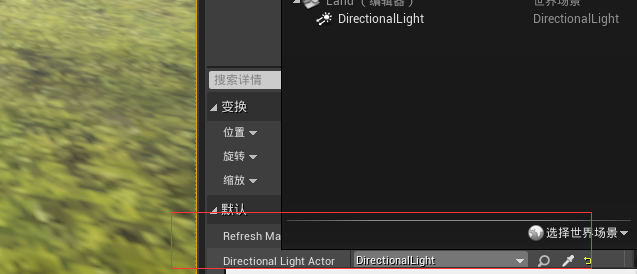 Land（编辑器）
世界场景
DirectionalLight
DirectionalLight
搜索详情
变换
位置
旋转
缩放
默认
Refresh Ma
选择世界场景
Directional Light Actor
DirectionalLight